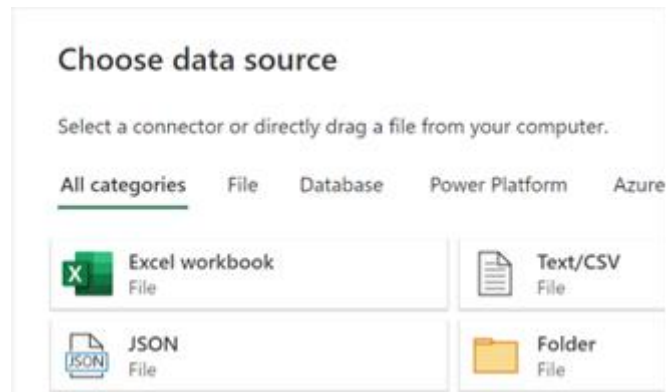 Choose data source
Select a connector or directly drag a file from your computer.
All categories File Database Power Platform Azure
Excel workbook
File
Text/CSV
File
JSON
JSON
File
Folder
File